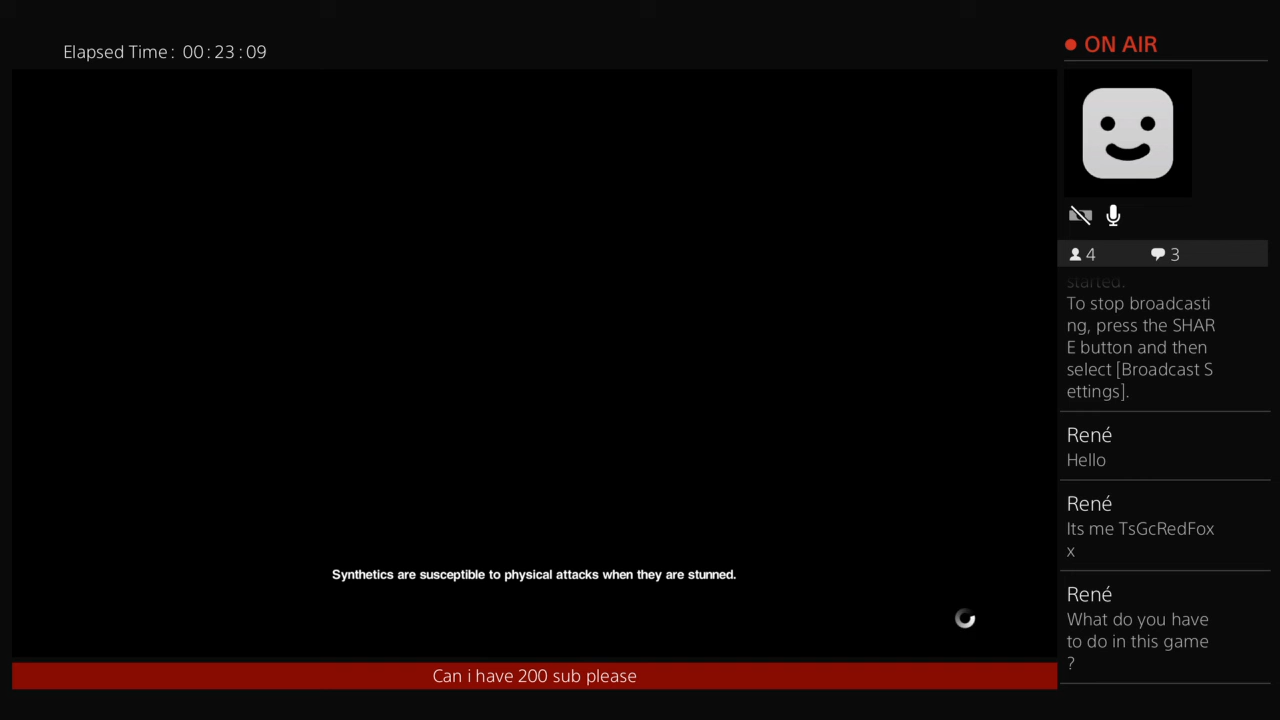 Elapsed Time: 00:23:09
ON AIR
4 3
started.
To stop broadcasti
ng, press the SHAR
E button and then
select [Broadcast S
ettings].
René
Hello
René
Its me TsGcRedFox
x
René
What do you have
to do in this game
?
Synthetics are susceptible to physical attacks when they are stunned.
Can i have 200 sub please